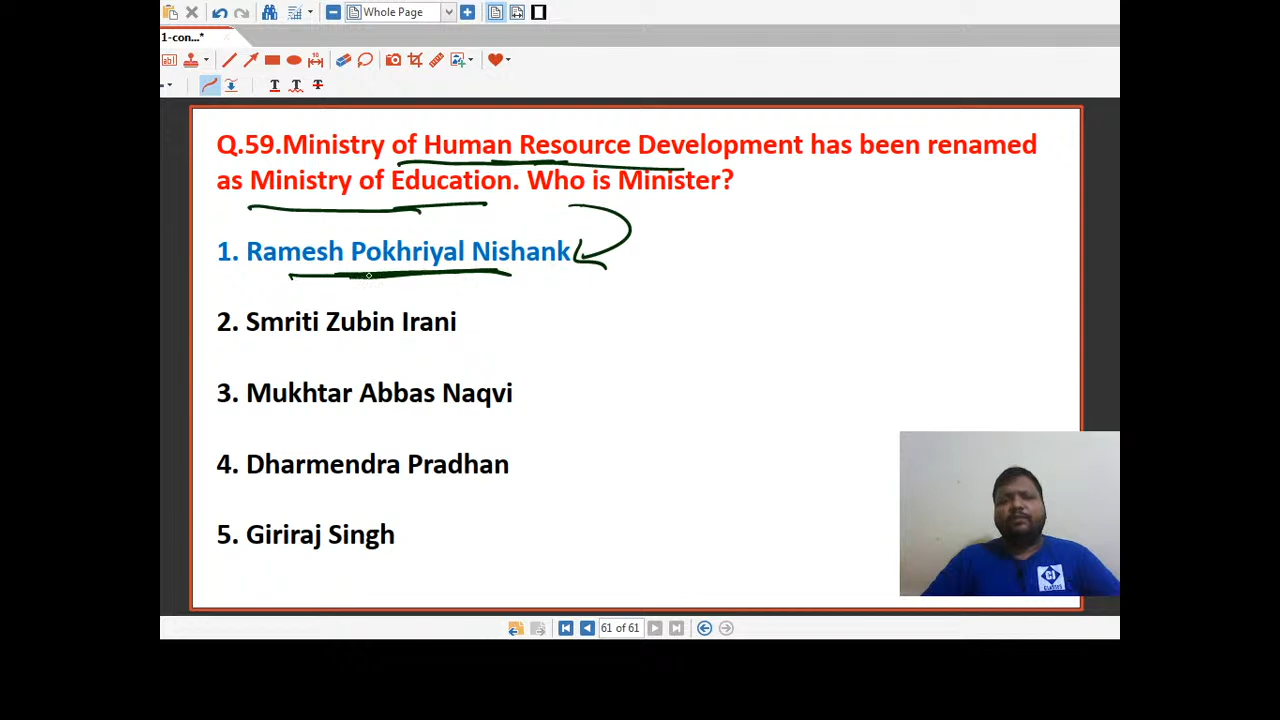 Whole Page
1-con...*
Q.59.Ministry of Human Resource Development has been renamed
as Ministry of Education. Who is Minister?
1. Ramesh Pokhriyal Nishank
2. Smriti Zubin Irani
3. Mukhtar Abbas Naqvi
4. Dharmendra Pradhan
5. Giriraj Singh
61 of 61